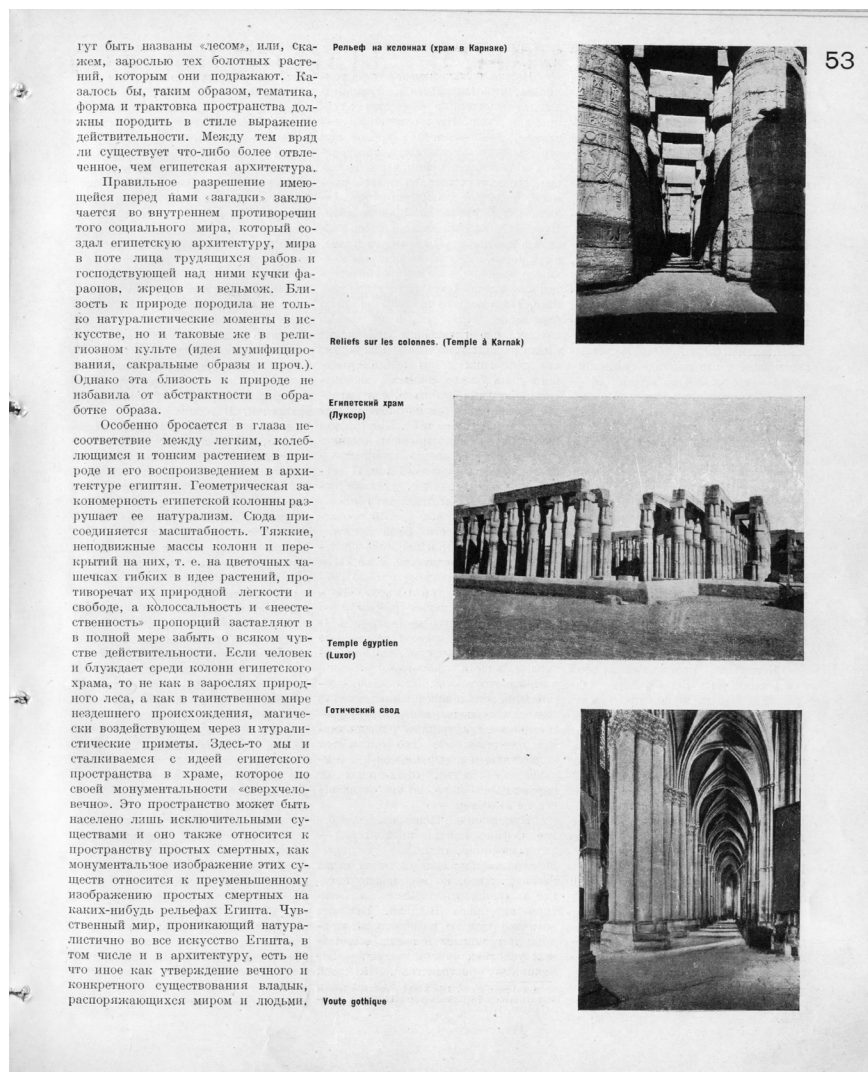 гут быть названы «лесом», или, ска-
жем, зарослью тех болотных расте-
ний, которым они подражают. Ка-
залось бы, таким образом, тематика,
форма и трактовка пространства дол-
жны породить в стиле выражение
действительности. Между тем вряд
ли существует что-либо более отвле-
ченное, чем египетская архитектура.
Правильное разрешение имею-
щейся перед нами «загадки» заклю-
чается во внутреннем противоречии
того социального мира, который со-
здал египетскую архитектуру, мира
в поте лица трудящихся рабов и
господствующей над ними кучки фа-
раонов, жрецов и вельмож. Бли-
зость к природе породила не толь-
ко натуралистические моменты в ис-
кусстве, но и таковые же в рели-
гиозном культе (идея мумифициро-
вания, сакральные образы и проч.).
Однако эта близость к природе не
избавила от абстрактности в обра-
ботке образа.
Особенно бросается в глаза не-
соответствие между легким, колеб-
лющимся и тонким растением в при-
роде и его воспроизведением в архи-
тектуре египтян. Геометрическая за-
кономерность египетской колонны раз-
рушает ее натурализм. Сюда при-
соединяется масштабность. Тяжкие,
неподвижные массы колонн и пере-
крытий на них, т. е. на цветочных ча-
шечках гибких в идее растений, про-
тиворечат их природной легкости и
свободе, а колоссальность и «неесте-
ственность» пропорций заставляют в
в полной мере забыть о всяком чув-
стве действительности. Если человек
и блуждает среди колонн египетского
храма, то не как в зарослях природ-
ного леса, а как в таинственном мире
нездешнего происхождения, магиче-
ски воздействующем через натурали-
стические приметы. Здесь-то мы и
сталкиваемся с идеей египетского
пространства в храме, которое по
своей монументальности «сверхчело-
вечно». Это пространство может быть
населено лишь исключительными су-
ществами и оно также относится к
пространству простых смертных, как
монументальное изображение этих су-
ществ относится к преуменьшенному
изображению простых смертных на
каких-нибудь рельефах Египта. Чув-
ственный мир, проникающий натура-
листично во все искусство Египта, в
том числе и в архитектуру, есть не
что иное как утверждение вечного и
конкретного существования владык,
распоряжающихся миром и людьми.
Рельеф на колоннах (храм в Карнаке)
53
Reliefs sur les colonnes. (Temple à Karnak)
Египетский храм
(Луксор)
Temple égyptien
(Luxor)
Готический свод
Voute gothique